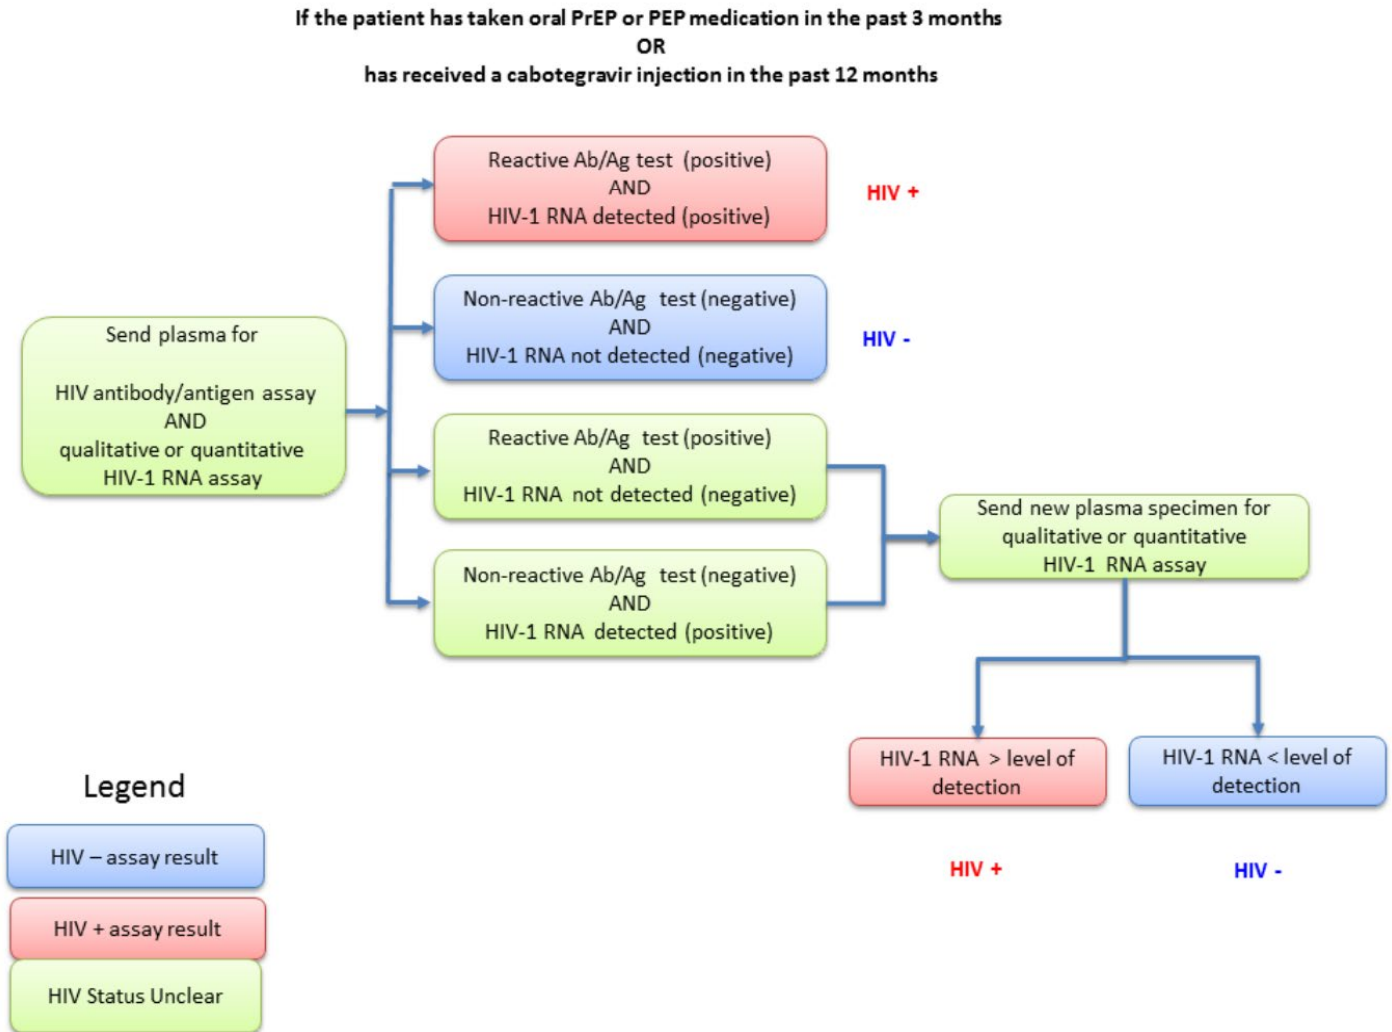 If the patient has taken oral PrEP or PEP medication in the past 3 months
OR
has received a cabotegravir injection in the past 12 months
Send plasma for
HIV antibody/antigen assay
AND
qualitative or quantitative
HIV-1 RNA assay
Reactive Ab/Ag test (positive)
AND
HIV-1 RNA detected (positive)
HIV +
Non-reactive Ab/Ag test (negative)
AND
HIV-1 RNA not detected (negative)
HIV -
Reactive Ab/Ag test (positive)
AND
HIV-1 RNA not detected (negative)
Non-reactive Ab/Ag test (negative)
AND
HIV-1 RNA detected (positive)
Send new plasma specimen for
qualitative or quantitative
HIV-1 RNA assay
HIV-1 RNA > level of
detection
HIV +
HIV-1 RNA < level of
detection
HIV -
Legend
HIV – assay result
HIV + assay result
HIV Status Unclear